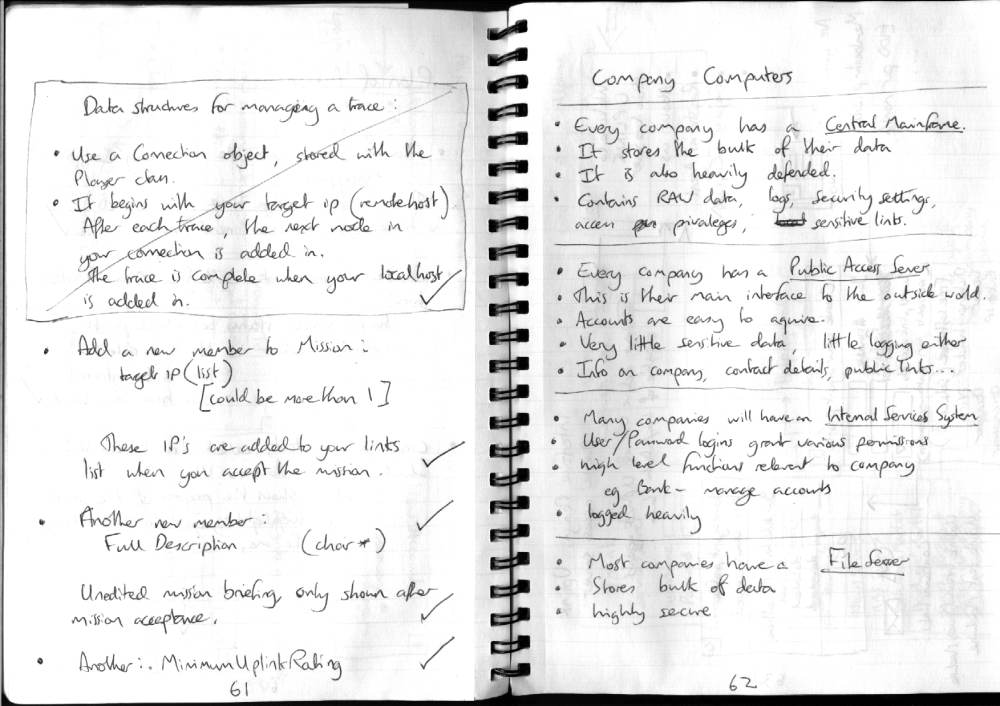 Data structures for managing a trace :
• Use a Connection object, stored with the
Player class.
• It begins with your target ip (remotehost)
After each trace, the next node in
your connection is added in.
The trace is complete when your localhost
is added in.
• Add a new member to Mission :
target ip (list)
[could be more than 1]
These IP's are added to your links
list when you accept the mission.
• Another new member :
Full Description (char *)
Unedited mission briefing, only shown after
mission acceptance.
• Another :. MinimumUplinkRating
61
Company Computers
• Every company has a Central Mainframe.
• It stores the bulk of their data
• It is also heavily defended.
• Contains RAW data, logs, security settings,
access privaleges, sensitive links.
• Every company has a Public Access Sever
• This is their main interface to the outside world.
• Accounts are easy to aquire.
• Very little sensitive data, little logging either
• Info on company, contact details, public links...
• Many companies will have an Internal Services System
• User/Password logins grant various permissions
• high level functions relevent to company
eg Bank - manage accounts
• logged heavily
• Most companies have a File Server
• Stores bulk of data
• highly secure
62